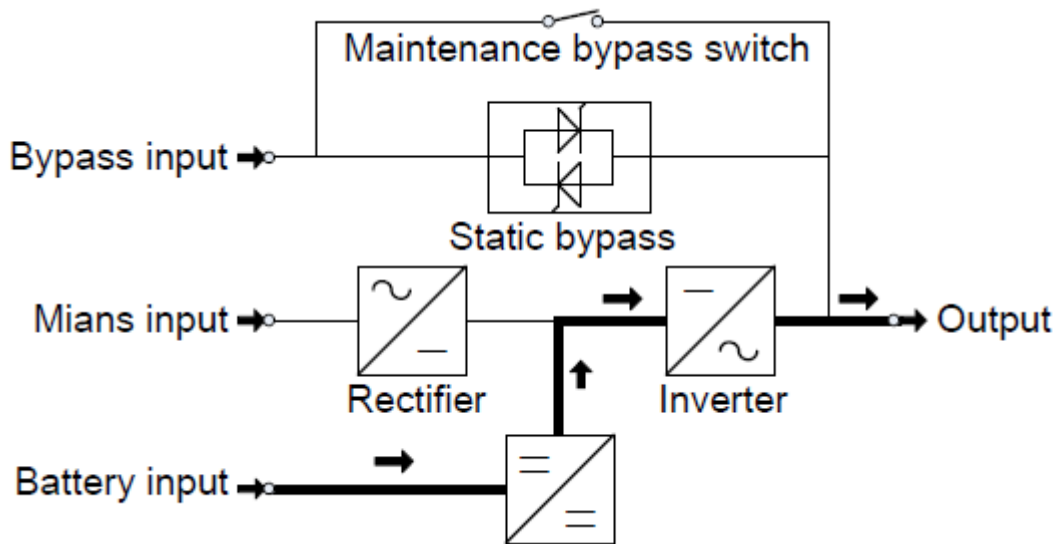 Maintenance bypass switch
Bypass input
Static bypass
Mians input
Output
Rectifier
Inverter
Battery input